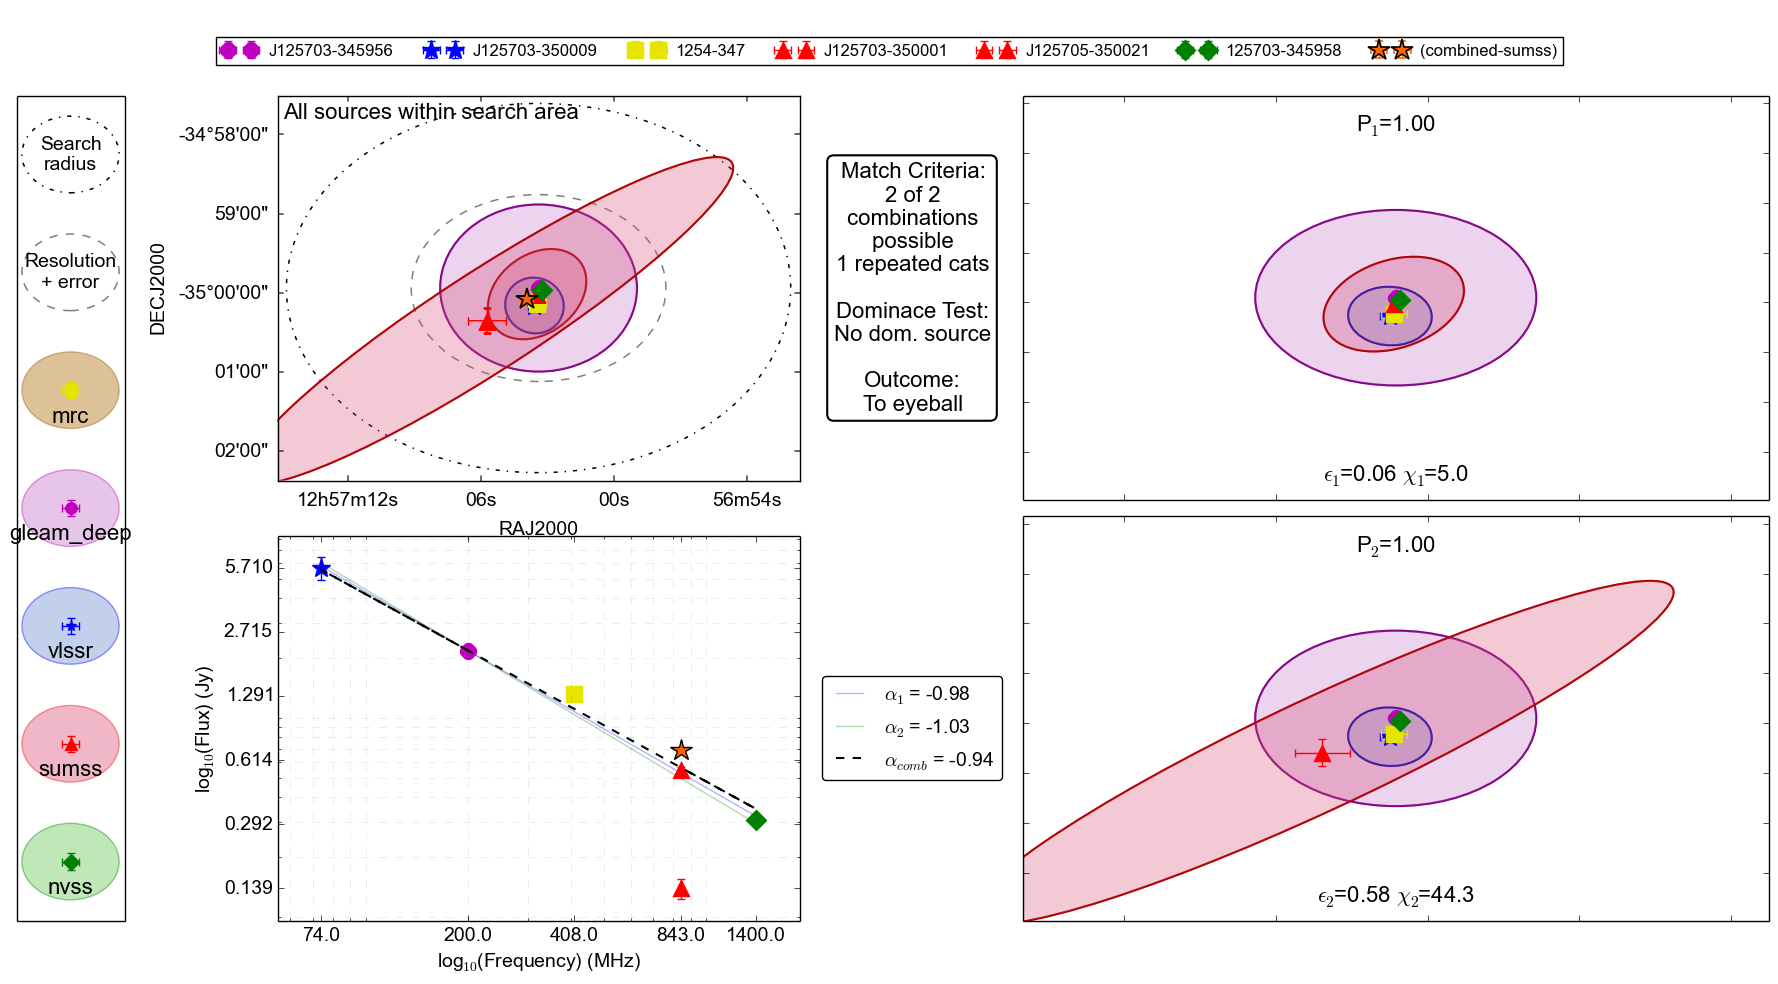 J125703-345956
J125703-350009
1254-347
J125703-350001
J125705-350021
125703-345958
(combined-sumss)
Search
radius
Resolution
+ error
mrc
gleam_deep
vlssr
sumss
nvss
All sources within search area
DECJ2000
-34°58'00"
59'00"
-35°00'00"
01'00"
02'00"
12h57m12s
06s
00s
56m54s
RAJ2000
Match Criteria:
2 of 2
combinations
possible
1 repeated cats
Dominace Test:
No dom. source
Outcome:
To eyeball
P₁=1.00
ϵ₁=0.06 χ₁=5.0
log₁₀(Flux) (Jy)
5.710
2.715
1.291
0.614
0.292
0.139
74.0
200.0
408.0
843.0
1400.0
log₁₀(Frequency) (MHz)
α₁ = -0.98
α₂ = -1.03
α_comb = -0.94
P₂=1.00
ϵ₂=0.58 χ₂=44.3